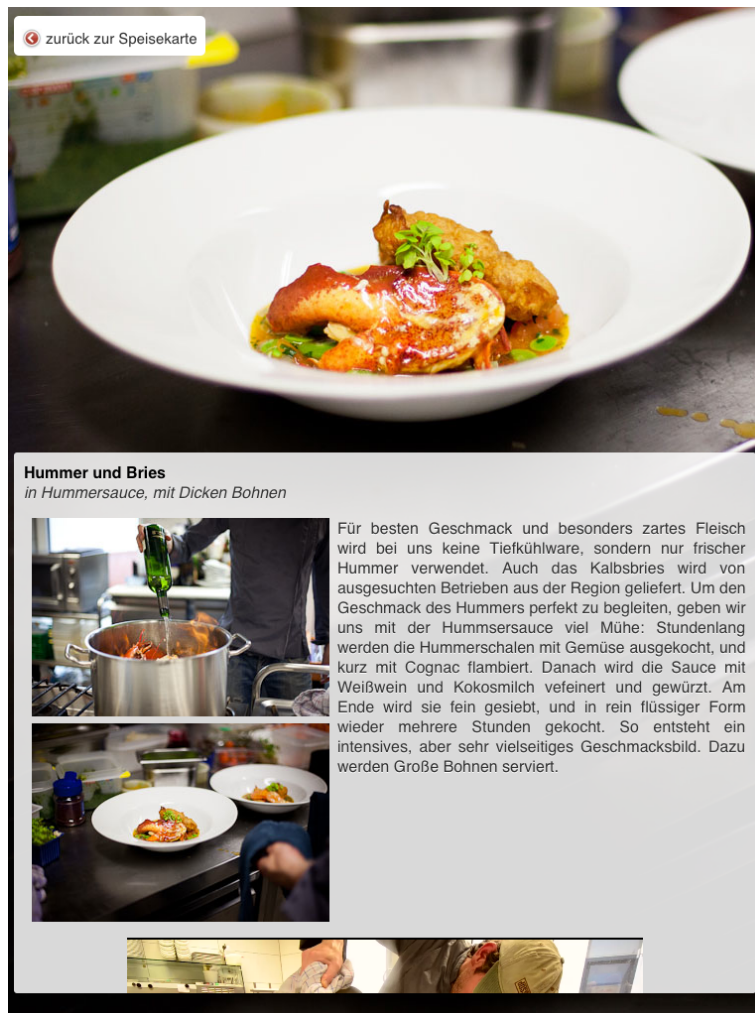 zurück zur Speisekarte
Hummer und Bries
in Hummersauce, mit Dicken Bohnen
Für besten Geschmack und besonders zartes Fleisch
wird bei uns keine Tiefkühlware, sondern nur frischer
Hummer verwendet. Auch das Kalbsbries wird von
ausgesuchten Betrieben aus der Region geliefert. Um den
Geschmack des Hummers perfekt zu begleiten, geben wir
uns mit der Hummsersauce viel Mühe: Stundenlang
werden die Hummerschalen mit Gemüse ausgekocht, und
kurz mit Cognac flambiert. Danach wird die Sauce mit
Weißwein und Kokosmilch vefeinert und gewürzt. Am
Ende wird sie fein gesiebt, und in rein flüssiger Form
wieder mehrere Stunden gekocht. So entsteht ein
intensives, aber sehr vielseitiges Geschmacksbild. Dazu
werden Große Bohnen serviert.